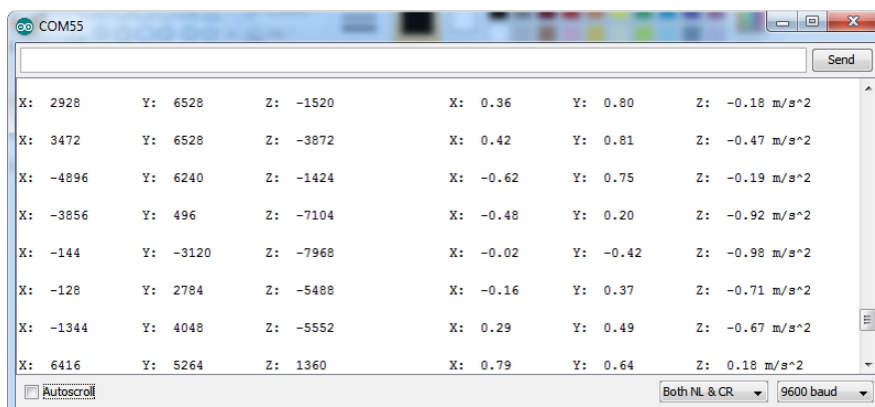 COM55
Send
X: 2928 Y: 6528 Z: -1520 X: 0.36 Y: 0.80 Z: -0.18 m/s^2
X: 3472 Y: 6528 Z: -3872 X: 0.42 Y: 0.81 Z: -0.47 m/s^2
X: -4896 Y: 6240 Z: -1424 X: -0.62 Y: 0.75 Z: -0.19 m/s^2
X: -3856 Y: 496 Z: -7104 X: -0.48 Y: 0.20 Z: -0.92 m/s^2
X: -144 Y: -3120 Z: -7968 X: -0.02 Y: -0.42 Z: -0.98 m/s^2
X: -128 Y: 2784 Z: -5488 X: -0.16 Y: 0.37 Z: -0.71 m/s^2
X: -1344 Y: 4048 Z: -5552 X: 0.29 Y: 0.49 Z: -0.67 m/s^2
X: 6416 Y: 5264 Z: 1360 X: 0.79 Y: 0.64 Z: 0.18 m/s^2
Autoscroll Both NL & CR 9600 baud